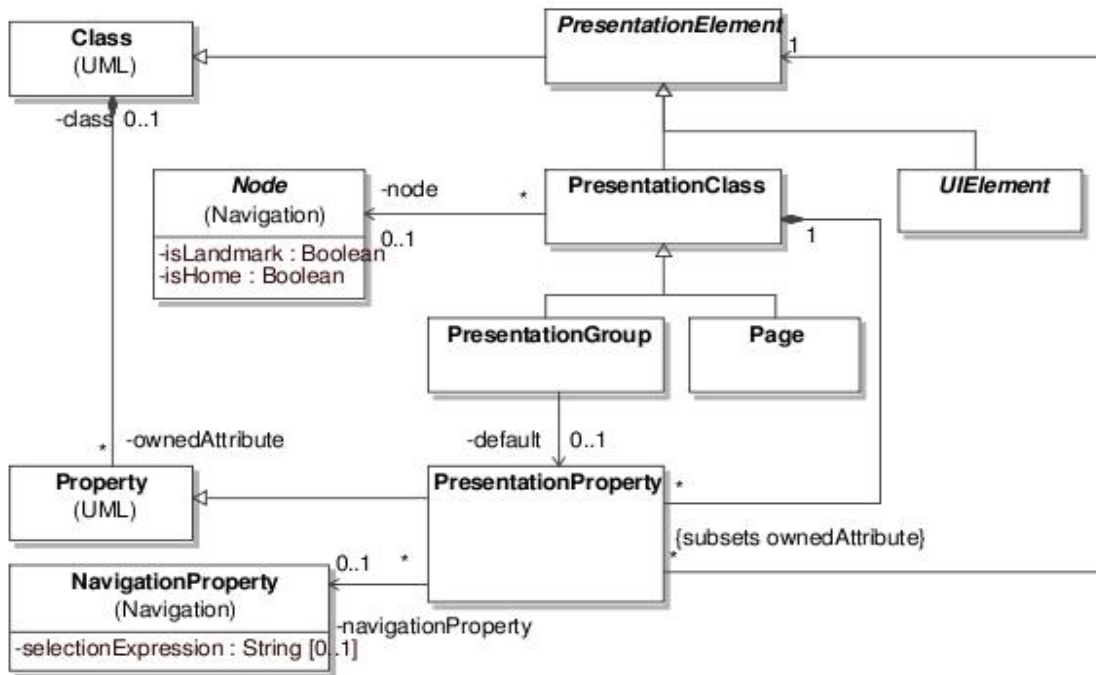 Class
(UML)
PresentationElement
1
-class 0..1
Node
(Navigation)
-isLandmark : Boolean
-isHome : Boolean
-node
0..1
*
PresentationClass
1
UIElement
PresentationGroup
Page
-default 0..1
* -ownedAttribute
Property
(UML)
PresentationProperty
*
{subsets ownedAttribute}
*
0..1 *
NavigationProperty
(Navigation)
-selectionExpression : String [0..1]
-navigationProperty